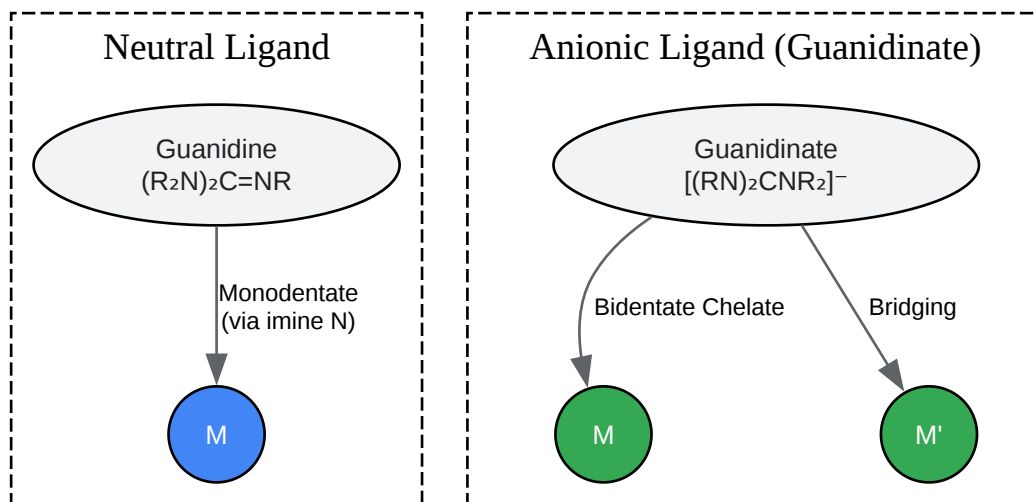 Neutral Ligand
Guanidine
(R₂N)₂C=NR
Monodentate
(via imine N)
M
Anionic Ligand (Guanidinate)
Guanidinate
[(RN)₂CNR₂]⁻
Bidentate Chelate
Bridging
M
M'